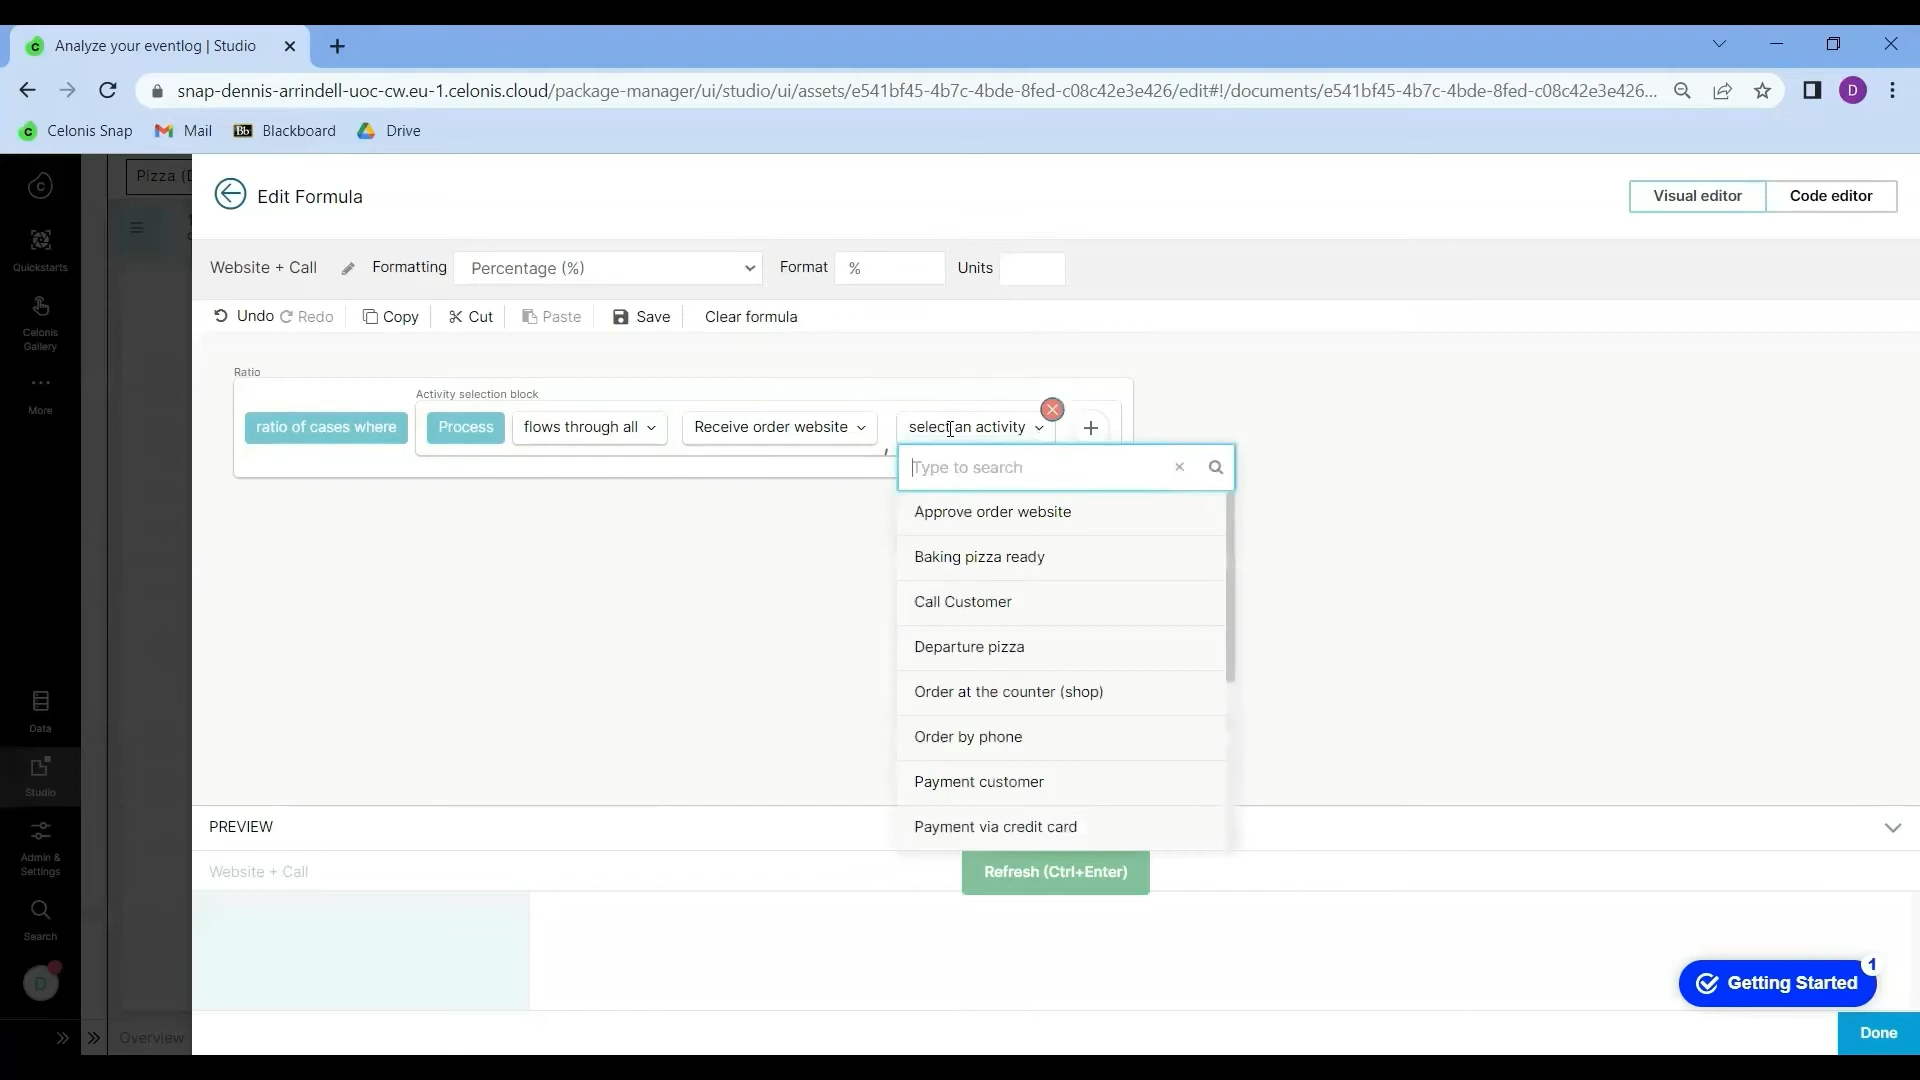 Analyze your eventlog | Studio
snap-dennis-arrindell-uoc-cw.eu-1.celonis.cloud/package-manager/ui/studio/ui/assets/e541bf45-4b7c-4bde-8fed-c08c42e3e426/edit#!/documents/e541bf45-4b7c-4bde-8fed-c08c42e3e426...
D
Celonis Snap
Mail
Bb Blackboard
Drive
Pizza (D
Edit Formula
Visual editor
Code editor
Quickstarts
Website + Call
Formatting
Percentage (%)
Format
%
Units
Undo
Redo
Copy
Cut
Paste
Save
Clear formula
Celonis
Gallery
More
Ratio
Activity selection block
ratio of cases where
Process
flows through all
Receive order website
,
select an activity
Type to search
Approve order website
Baking pizza ready
Call Customer
Departure pizza
Order at the counter (shop)
Order by phone
Payment customer
Payment via credit card
Data
Studio
Admin &
Settings
Search
D
PREVIEW
Website + Call
Refresh (Ctrl+Enter)
1
Getting Started
Overview
Done